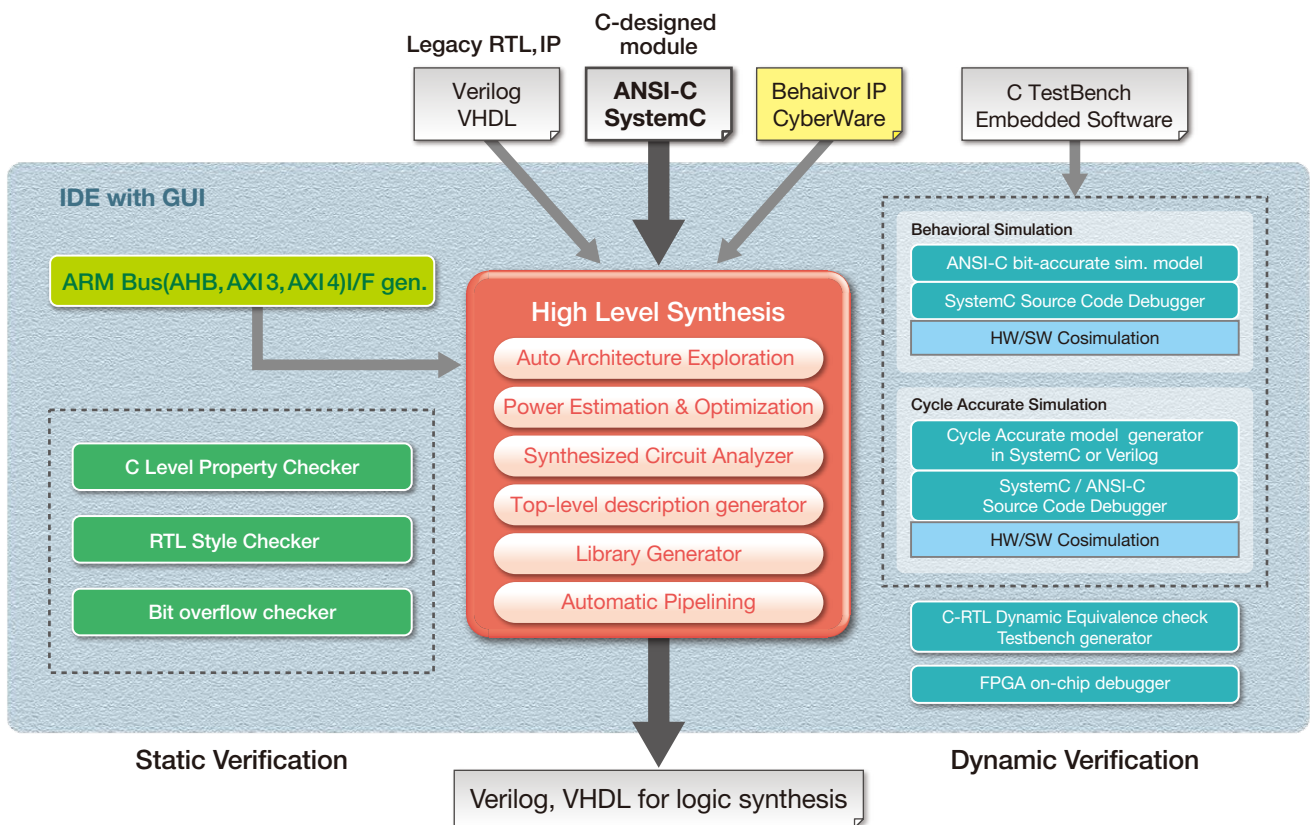 Legacy RTL, IP
C-designed
module
Verilog
VHDL
ANSI-C
SystemC
Behaivor IP
CyberWare
C TestBench
Embedded Software
IDE with GUI
ARM Bus(AHB, AXI3, AXI4)I/F gen.
C Level Property Checker
RTL Style Checker
Bit overflow checker
High Level Synthesis
Auto Architecture Exploration
Power Estimation & Optimization
Synthesized Circuit Analyzer
Top-level description generator
Library Generator
Automatic Pipelining
Behavioral Simulation
ANSI-C bit-accurate sim. model
SystemC Source Code Debugger
HW/SW Cosimulation
Cycle Accurate Simulation
Cycle Accurate model generator
in SystemC or Verilog
SystemC / ANSI-C
Source Code Debugger
HW/SW Cosimulation
C-RTL Dynamic Equivalence check
Testbench generator
FPGA on-chip debugger
Static Verification
Dynamic Verification
Verilog, VHDL for logic synthesis